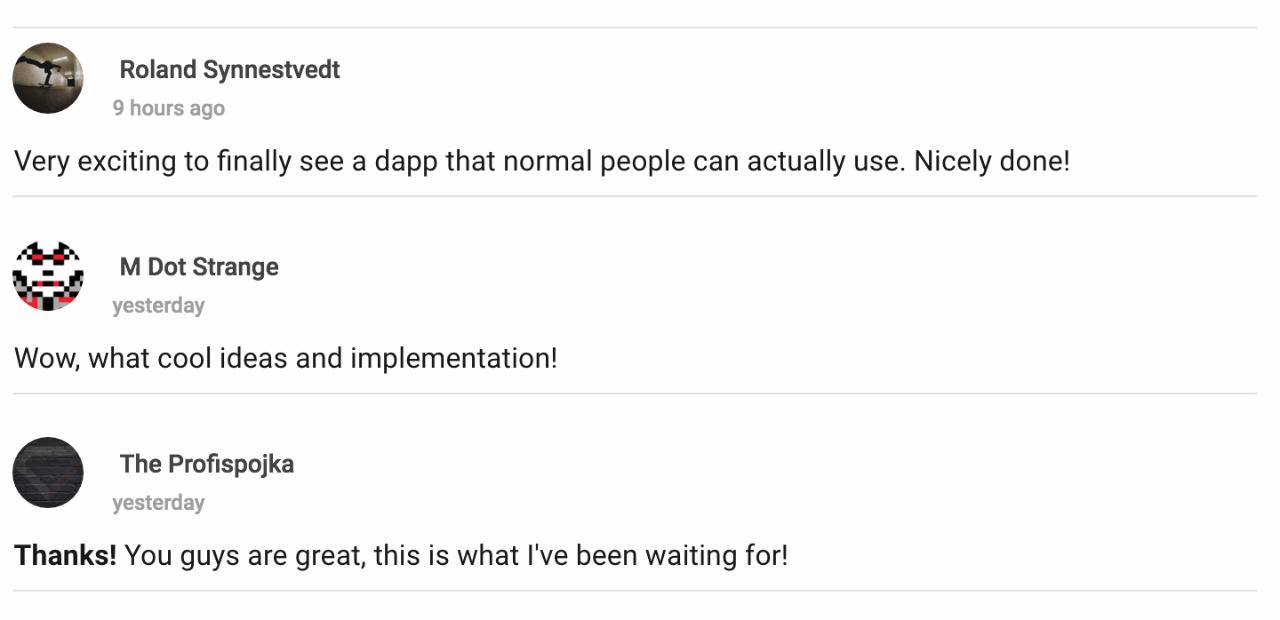 Roland Synnestvedt
9 hours ago
Very exciting to finally see a dapp that normal people can actually use. Nicely done!
M Dot Strange
yesterday
Wow, what cool ideas and implementation!
The Profispojka
yesterday
Thanks! You guys are great, this is what I've been waiting for!